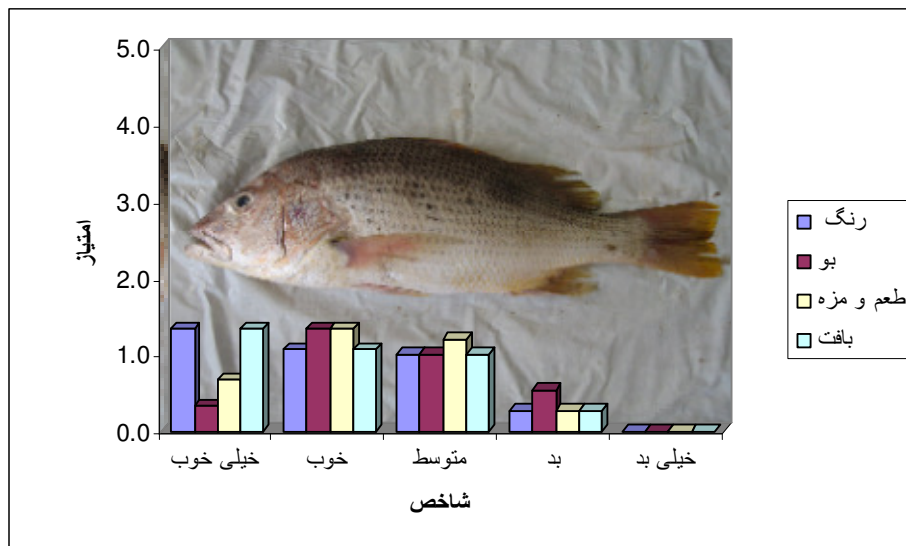 5.0
4.0
3.0
2.0
1.0
0.0
امتیاز
خیلی خوب
خوب
متوسط
بد
خیلی بد
شاخص
رنگ
بو
طعم و مزه
بافت